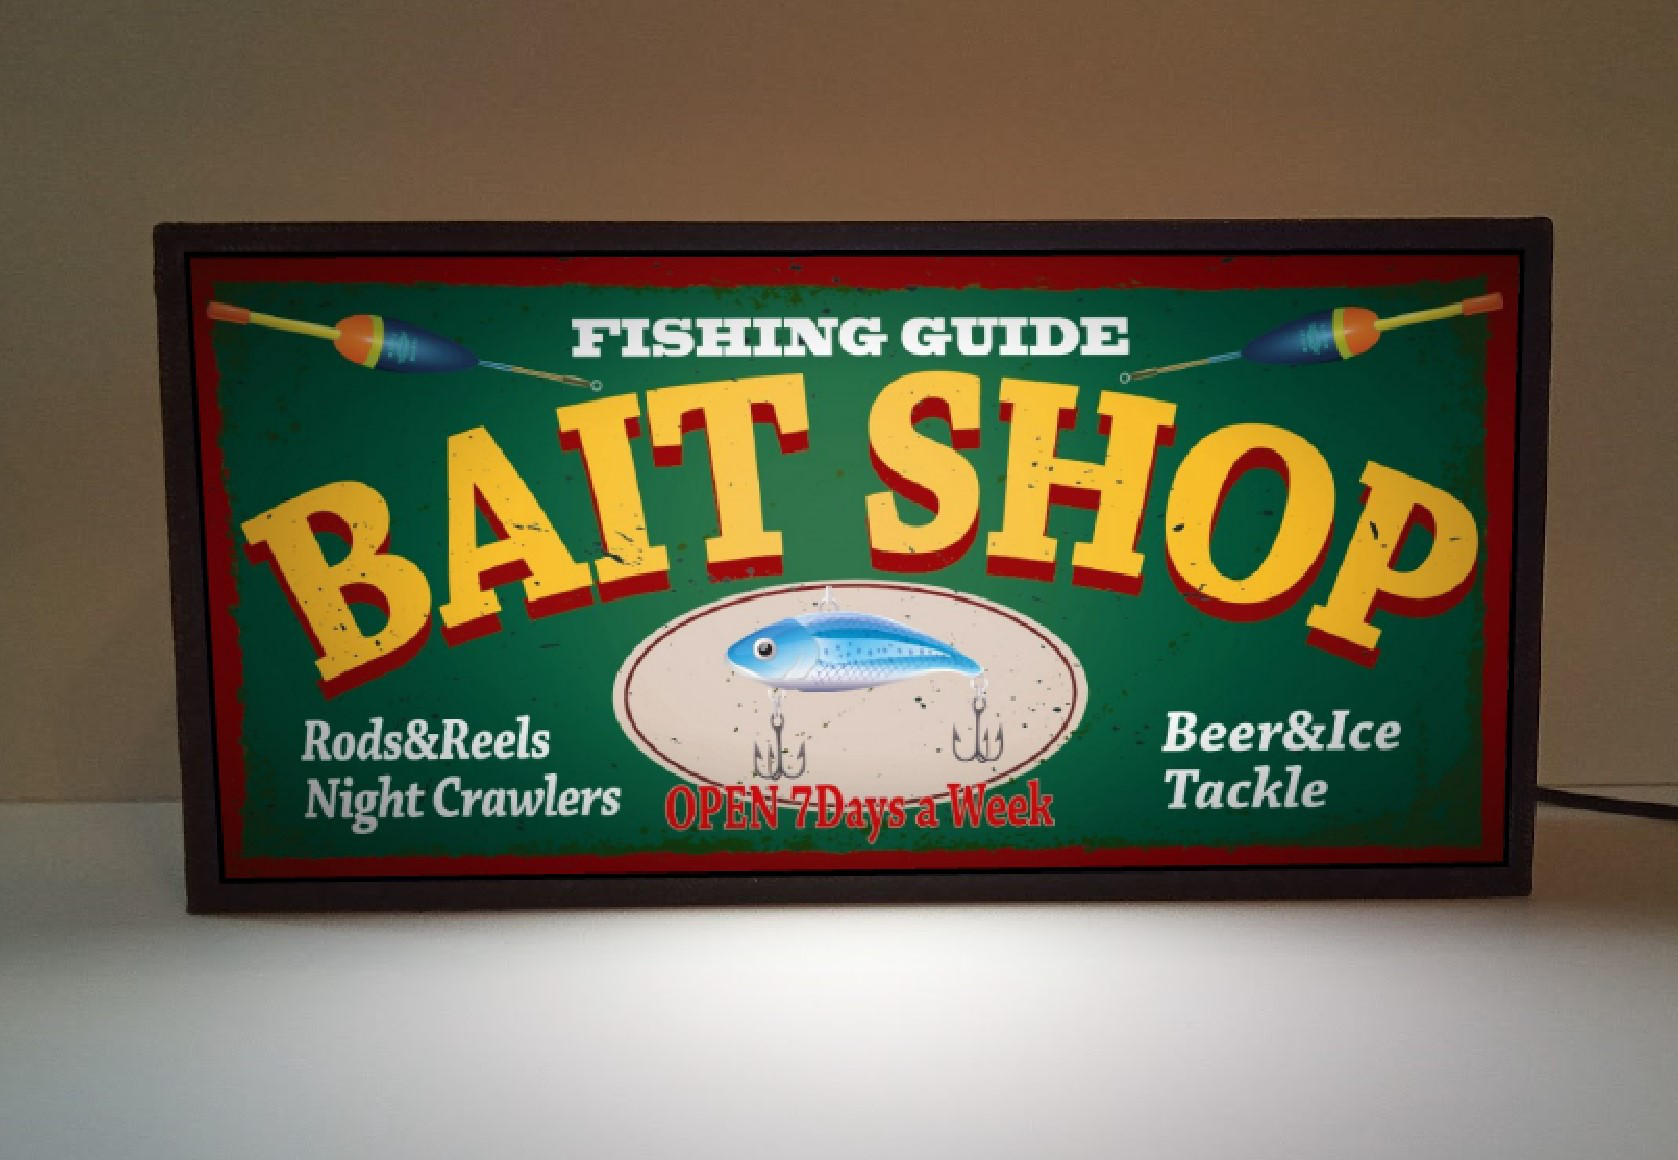 FISHING GUIDE
BAIT SHOP
Rods&Reels
Night Crawlers
OPEN 7Days a Week
Beer&Ice
Tackle